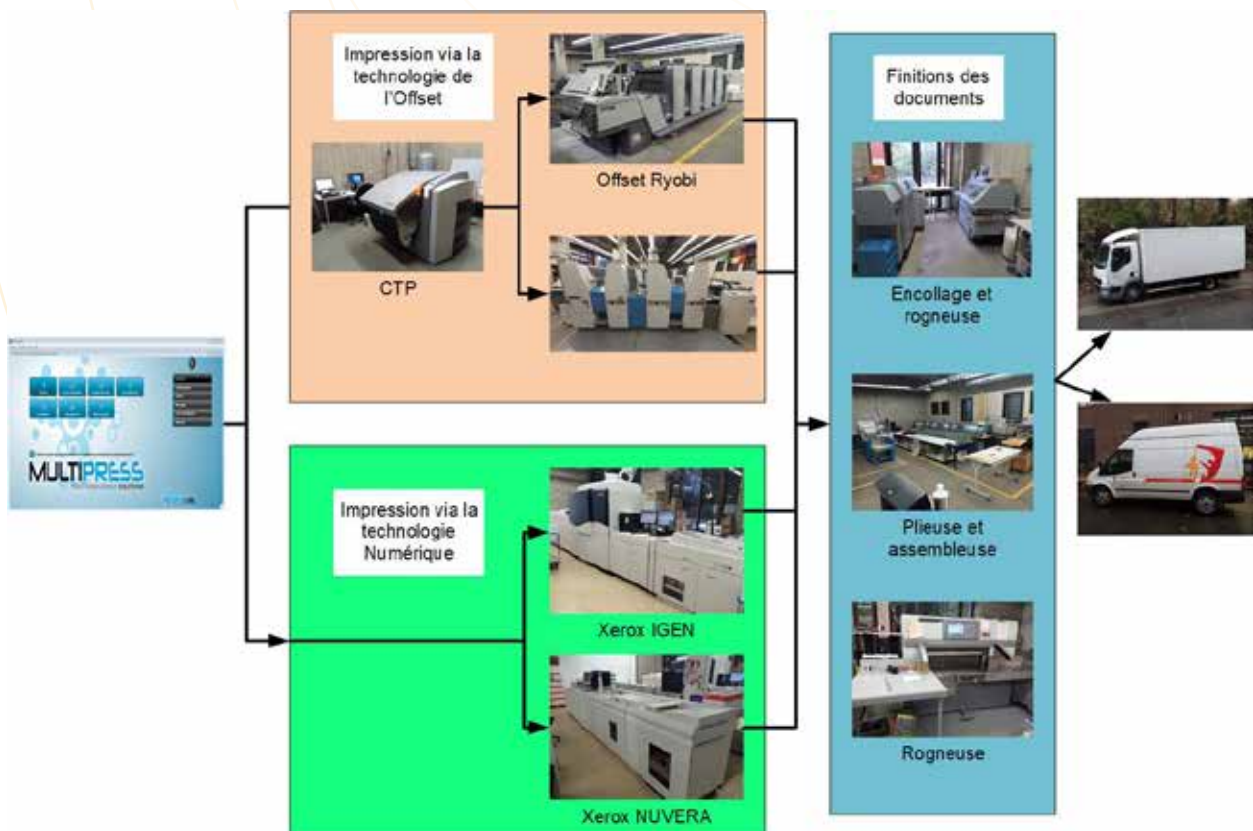 Impression via la
technologie de
l'Offset
CTP
Offset Ryobi
MULTIPRESS
Impression via la
technologie
Numérique
Xerox IGEN
Xerox NUVERA
Finitions des
documents
Encollage et
rogneuse
Plieuse et
assembleuse
Rogneuse